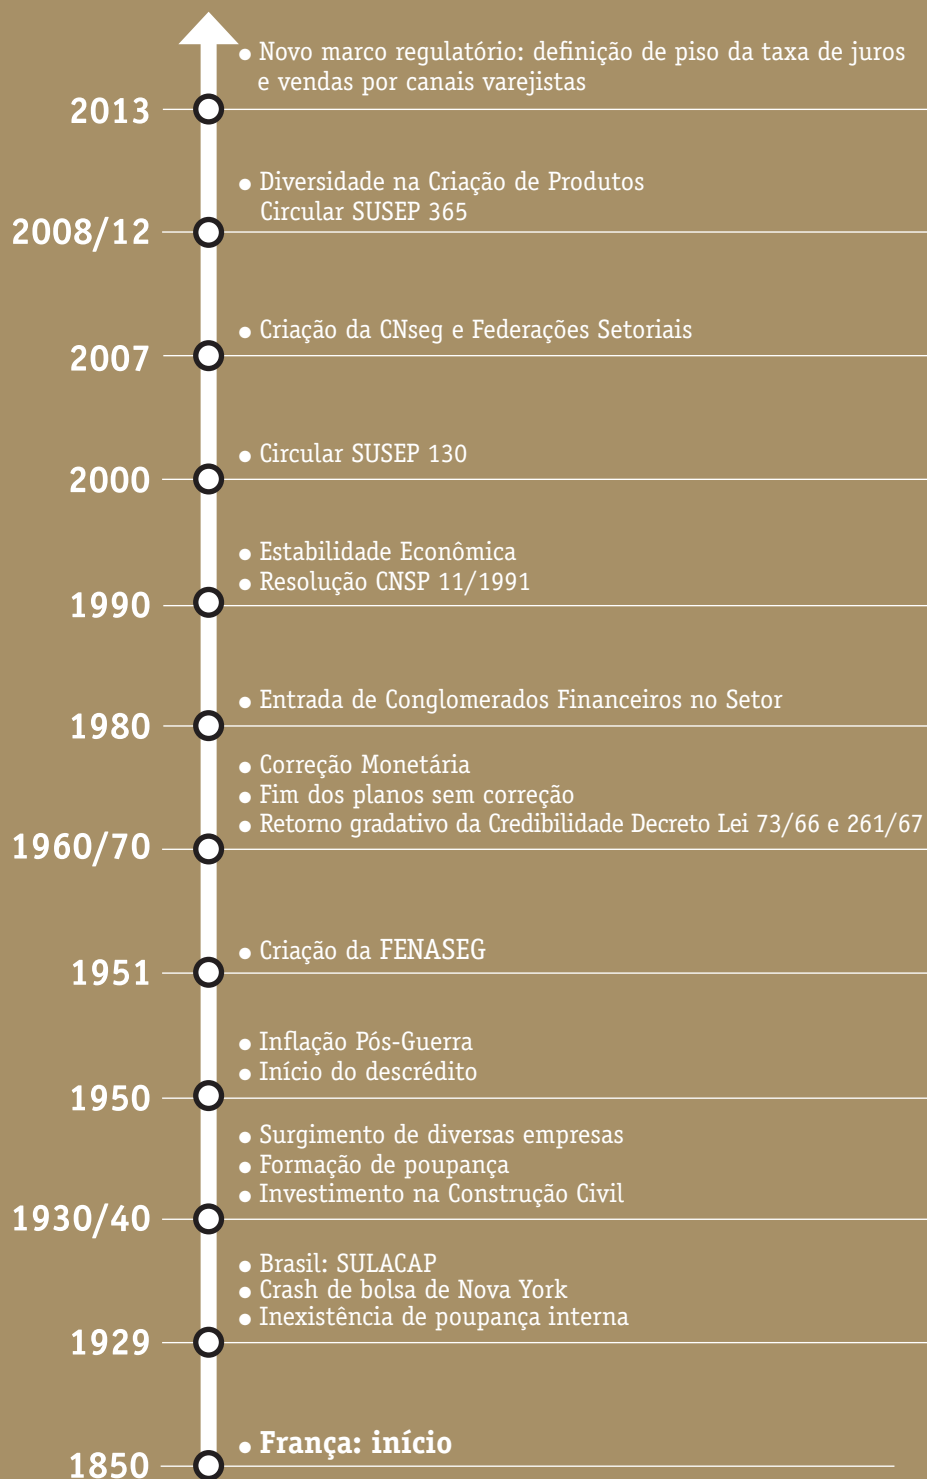 • Novo marco regulatório: definição de piso da taxa de juros
e vendas por canais varejistas
2013
• Diversidade na Criação de Produtos
Circular SUSEP 365
2008/12
• Criação da CNseg e Federações Setoriais
2007
• Circular SUSEP 130
2000
• Estabilidade Econômica
• Resolução CNSP 11/1991
1990
• Entrada de Conglomerados Financeiros no Setor
1980
• Correção Monetária
• Fim dos planos sem correção
• Retorno gradativo da Credibilidade Decreto Lei 73/66 e 261/67
1960/70
• Criação da FENASEG
1951
• Inflação Pós-Guerra
• Início do descrédito
1950
• Surgimento de diversas empresas
• Formação de poupança
• Investimento na Construção Civil
1930/40
• Brasil: SULACAP
• Crash de bolsa de Nova York
• Inexistência de poupança interna
1929
• França: início
1850